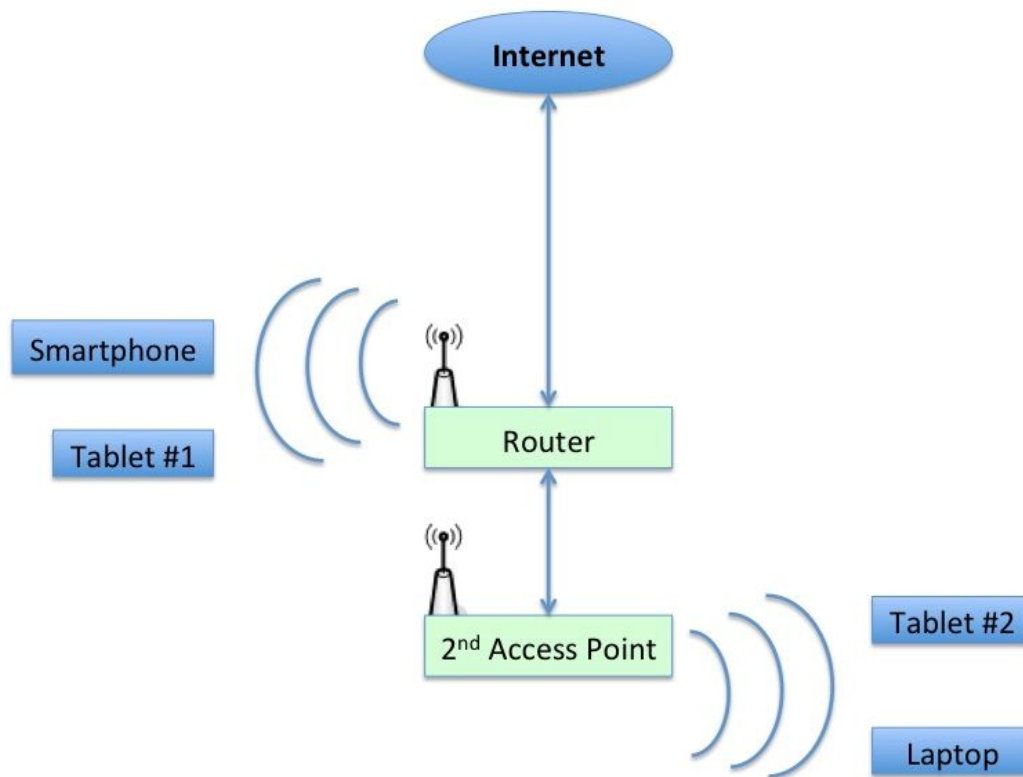 Internet
Smartphone
Tablet #1
Router
2nd Access Point
Tablet #2
Laptop